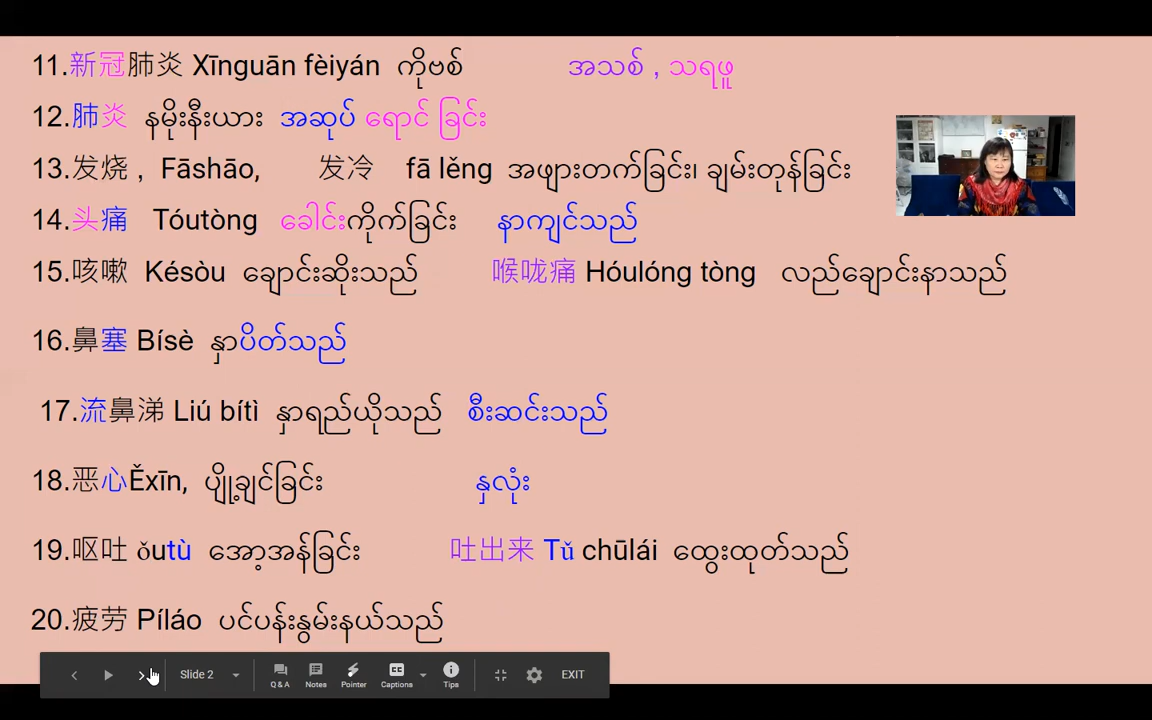 11.新冠肺炎 Xīnguān fèiyán ကိုဗစ် အသစ် , သရဖူ
12.肺炎 နမိုးနီးယား အဆုပ် ရောင် ခြင်း
13.发烧 , Fāshāo, 发冷 fā lěng အဖျားတက်ခြင်း၊ ချမ်းတုန်ခြင်း
14.头痛 Tóutòng ခေါင်းကိုက်ခြင်း နာကျင်သည်
15.咳嗽 Késòu ချောင်းဆိုးသည် 喉咙痛 Hóulóng tòng လည်ချောင်းနာသည်
16.鼻塞 Bísè နှာပိတ်သည်
17.流鼻涕 Liú bítì နှာရည်ယိုသည် စီးဆင်းသည်
18.恶心Ěxīn, ပျို့ချင်ခြင်း နှလုံး
19.呕吐 ǒutù အော့အန်ခြင်း 吐出来 Tǔ chūlái ထွေးထုတ်သည်
20.疲劳 Píláo ပင်ပန်းနွမ်းနယ်သည်
Slide 2 Q & A Notes Pointer Captions Tips EXIT